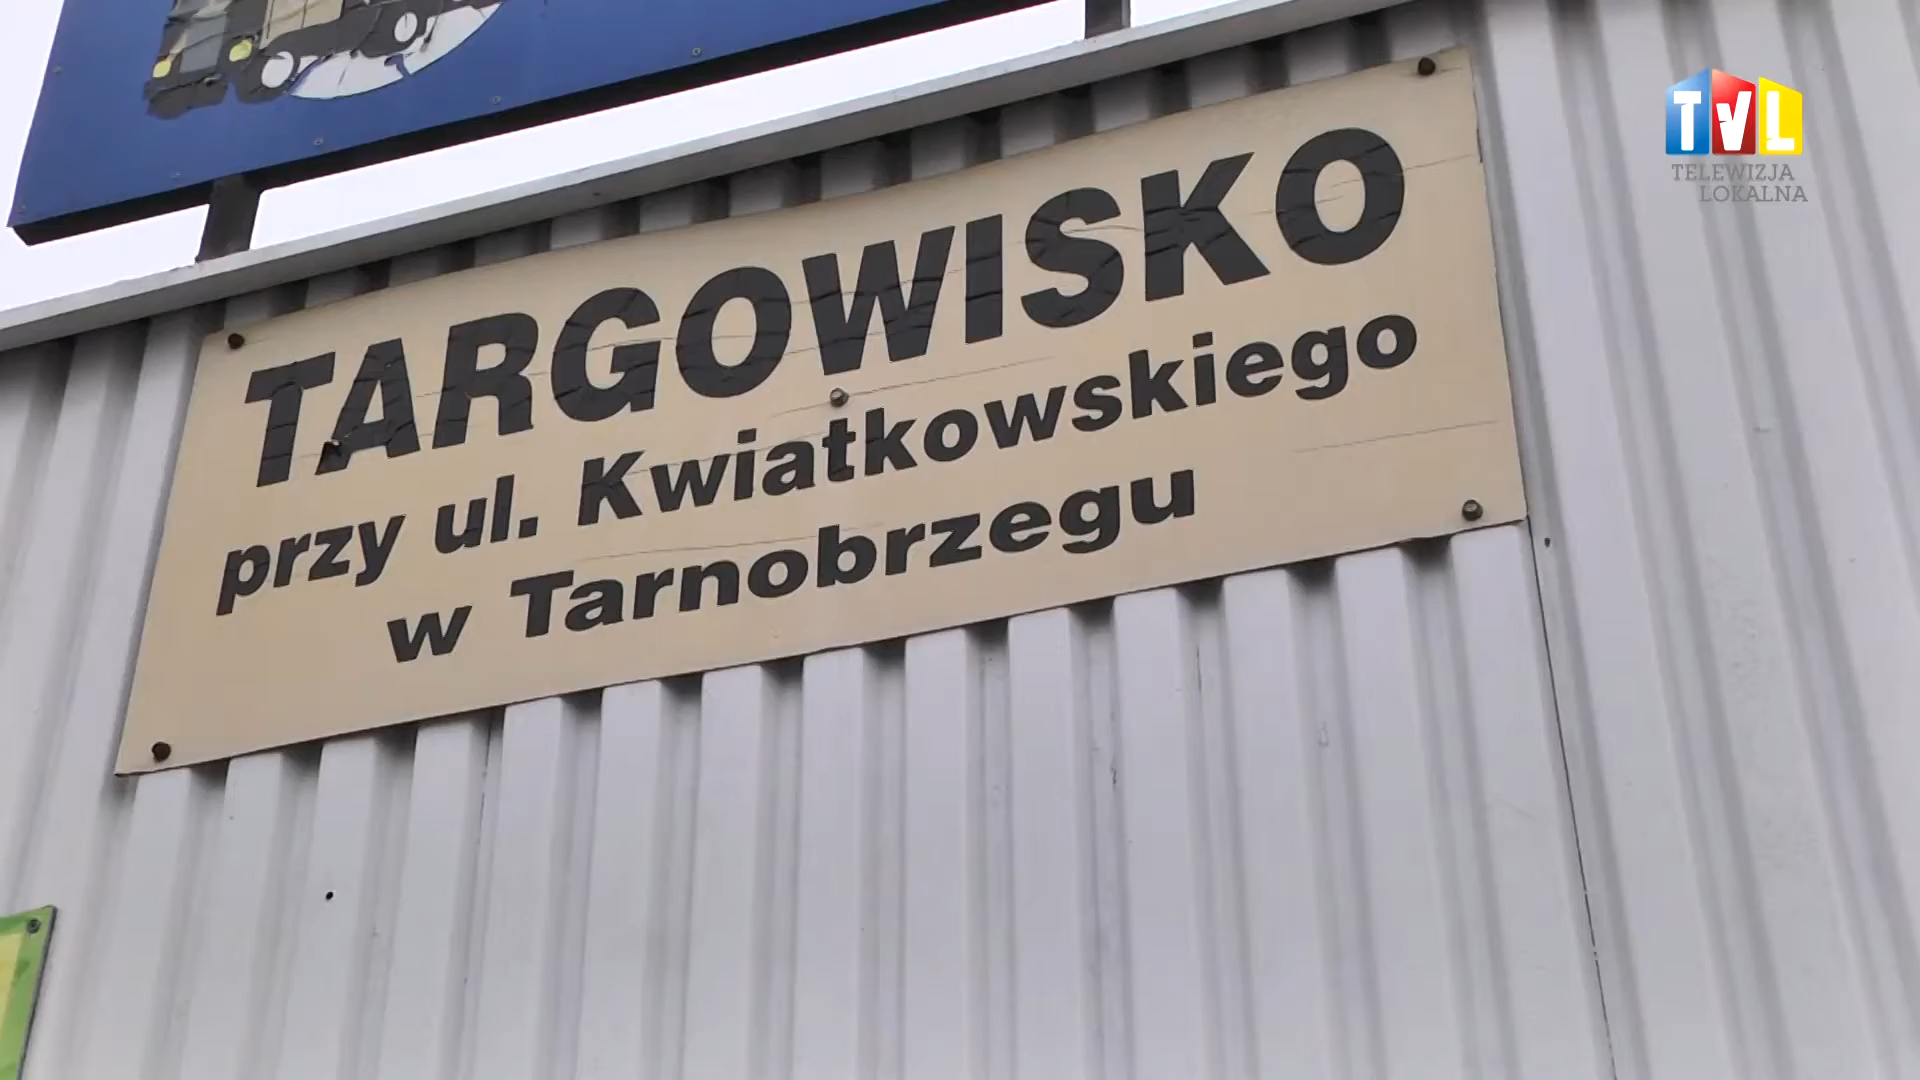 TARGOWISKO
przy ul. Kwiatkowskiego
w Tarnobrzegu
TVL
TELEWIZJA
LOKALNA